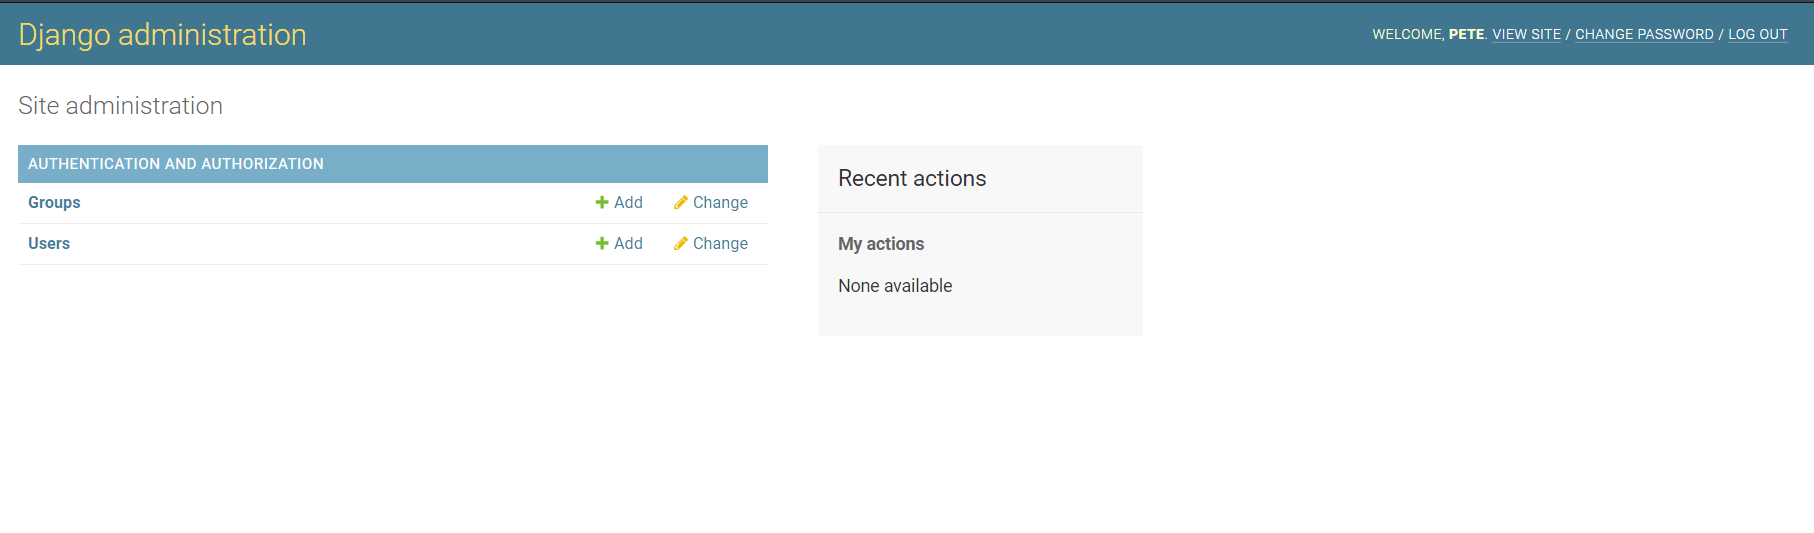 Django administration
WELCOME, PETE. VIEW SITE / CHANGE PASSWORD / LOG OUT
Site administration
AUTHENTICATION AND AUTHORIZATION
Groups Add Change
Users Add Change
Recent actions
My actions
None available